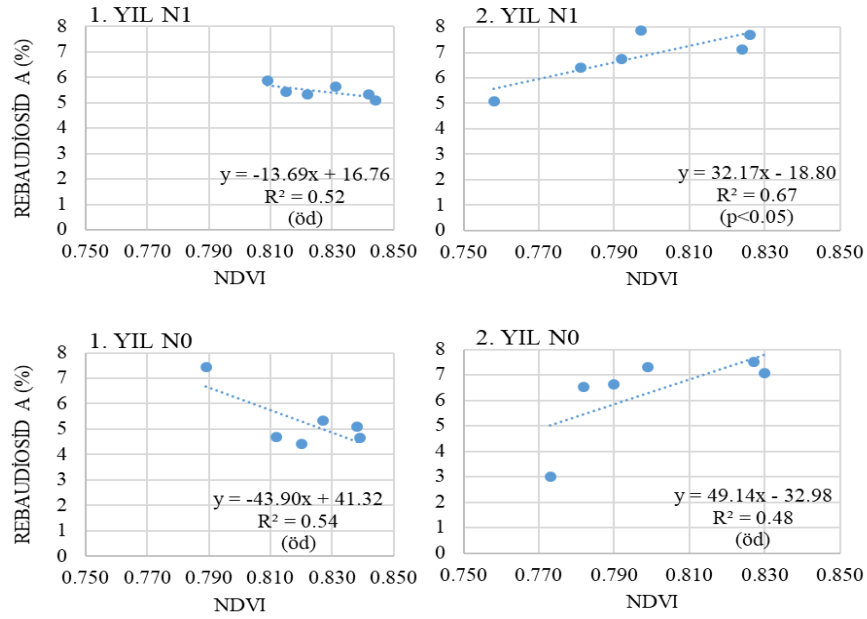 1. YIL N1
8
7
6
5
4
3
2
1
0
REBAUDİOSİD A (%)
y = -13.69x + 16.76
R² = 0.52
(öd)
0.750 0.770 0.790 0.810 0.830 0.850
NDVI
2. YIL N1
8
7
6
5
4
3
2
1
0
y = 32.17x - 18.80
R² = 0.67
(p<0.05)
0.750 0.770 0.790 0.810 0.830 0.850
NDVI
1. YIL N0
8
7
6
5
4
3
2
1
0
REBAUDİOSİD A (%)
y = -43.90x + 41.32
R² = 0.54
(öd)
0.750 0.770 0.790 0.810 0.830 0.850
NDVI
2. YIL N0
8
7
6
5
4
3
2
1
0
y = 49.14x - 32.98
R² = 0.48
(öd)
0.750 0.770 0.790 0.810 0.830 0.850
NDVI